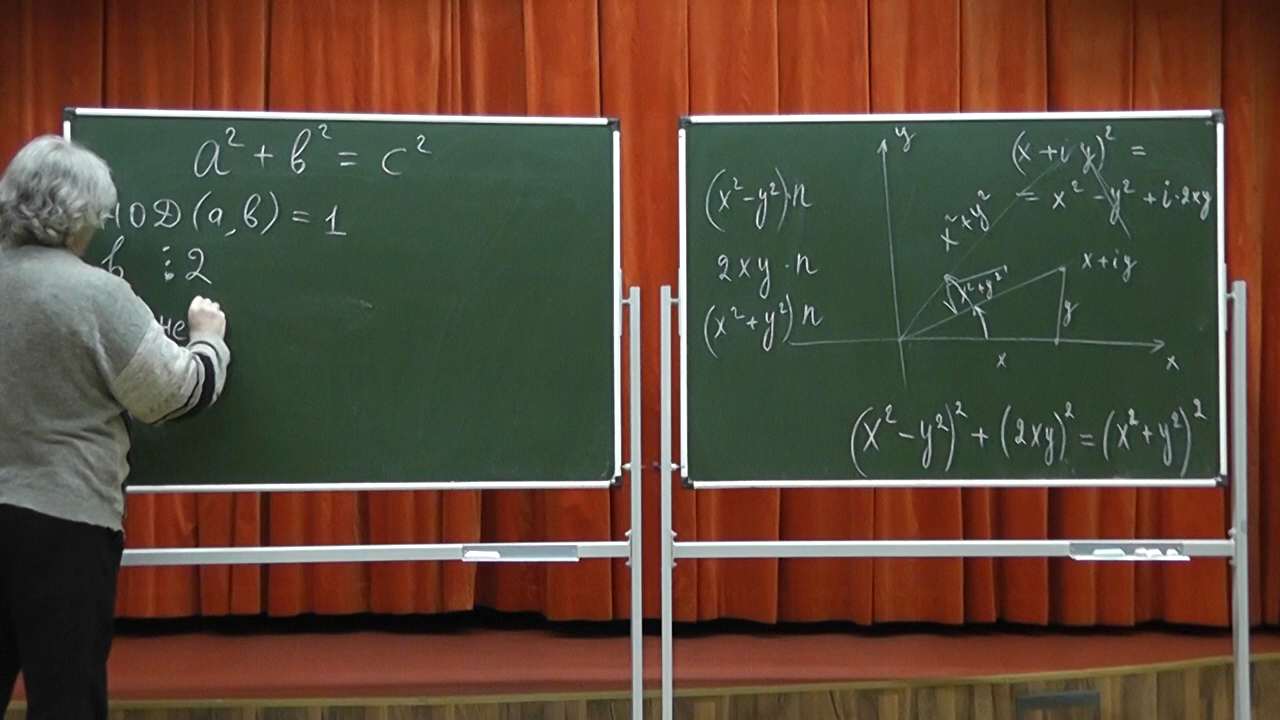 a² + b² = c²
НОД(a, b) = 1
b ⋮ 2
не
(x² - y²)·n
2xy·n
(x² + y²)n
y
(x + iy)² =
= x² - y² + i·2xy
x² + y²
x + iy
√x² + y²
y
x
x
(x² - y²)² + (2xy)² = (x² + y²)²